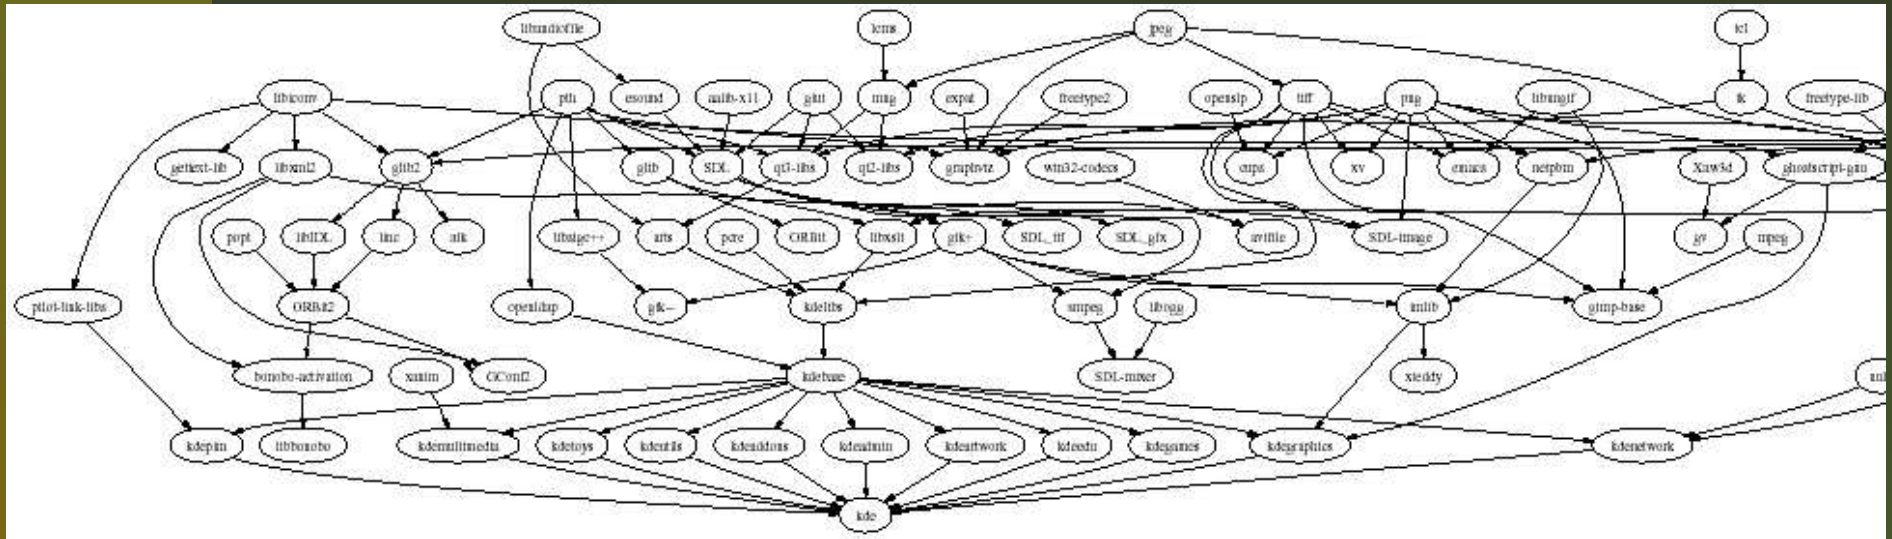 libaudiofile
lcms
jpeg
tcl
libiconv
pth
esound
aalib-x11
glut
mng
expat
freetype2
openslp
tiff
png
libungif
tk
freetype-lib
gettext-lib
libxml2
glib2
glib
SDL
qt3-libs
qt2-libs
graphviz
win32-codecs
cups
xv
emacs
netpbm
Xaw3d
ghostscript-gnu
popt
libIDL
linc
atk
libsigc++
arts
pcre
ORBit
libxslt
gtk+
SDL_ttf
SDL_gfx
avifile
SDL-image
gv
mpeg
pilot-link-libs
ORBit2
openldap
gtk--
kdelibs
smpeg
libogg
imlib
gimp-base
bonobo-activation
xanim
GConf2
kdebase
SDL-mixer
xteddy
kdepim
libbonobo
kdemultimedia
kdetoys
kdeutils
kdeaddons
kdeadmin
kdeartwork
kdeedu
kdegames
kdegraphics
kdenetwork
kde